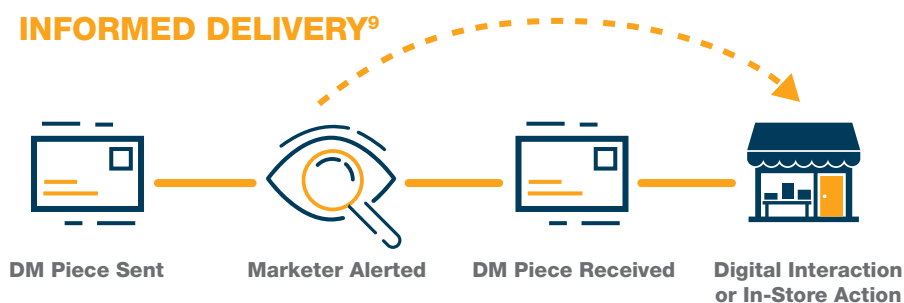 INFORMED DELIVERY⁹
DM Piece Sent
Marketer Alerted
DM Piece Received
Digital Interaction
or In-Store Action